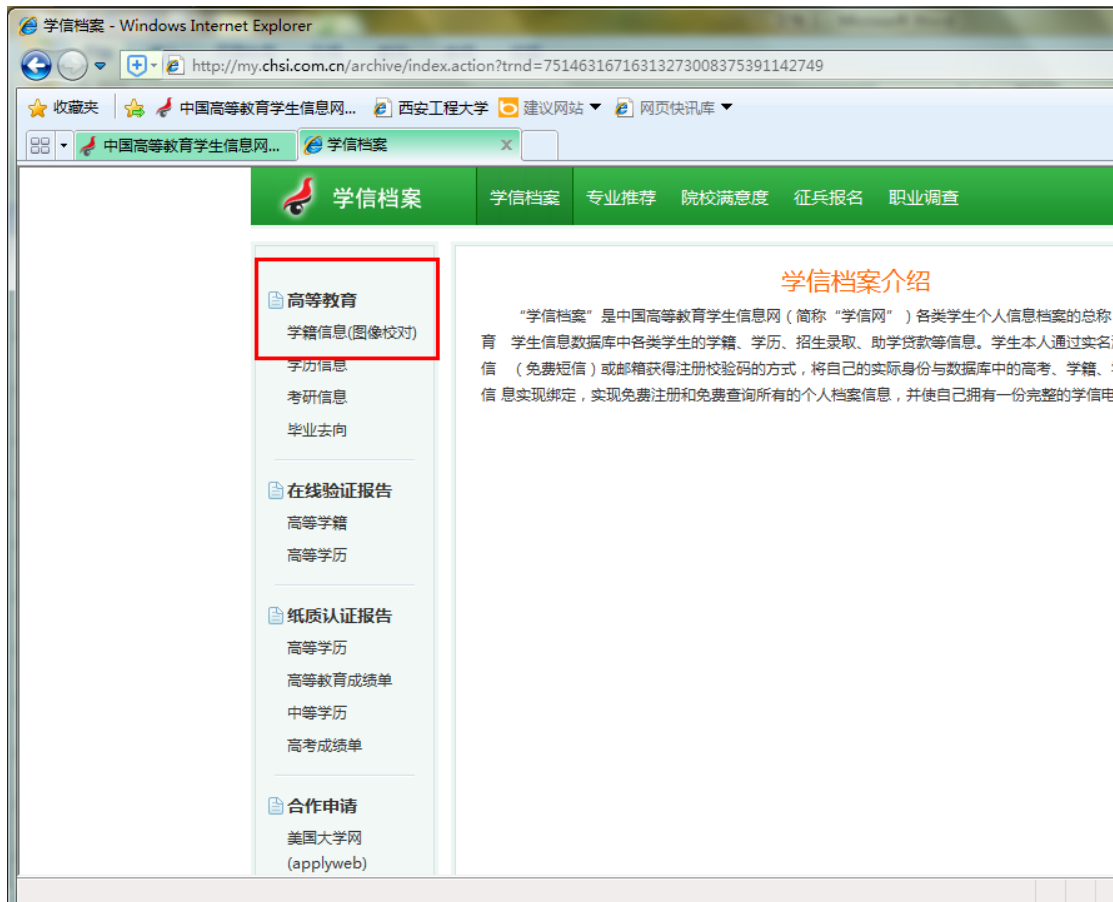 学信档案 - Windows Internet Explorer
http://my.chsi.com.cn/archive/index.action?trnd=75146316716313273008375391142749
收藏夹 中国高等教育学生信息网... 西安工程大学 建议网站 网页快讯库
中国高等教育学生信息网... 学信档案 x
学信档案 学信档案 专业推荐 院校满意度 征兵报名 职业调查
高等教育
学籍信息(图像校对)
学历信息
考研信息
毕业去向
在线验证报告
高等学籍
高等学历
纸质认证报告
高等学历
高等教育成绩单
中等学历
高考成绩单
合作申请
美国大学网
(applyweb)
学信档案介绍
“学信档案”是中国高等教育学生信息网(简称“学信网”)各类学生个人信息档案的总称
育 学生信息数据库中各类学生的学籍、学历、招生录取、助学贷款等信息。学生本人通过实名
信 (免费短信)或邮箱获得注册校验码的方式,将自己的实际身份与数据库中的高考、学籍、
信 息实现绑定,实现免费注册和免费查询所有的个人档案信息,并使自己拥有一份完整的学信电